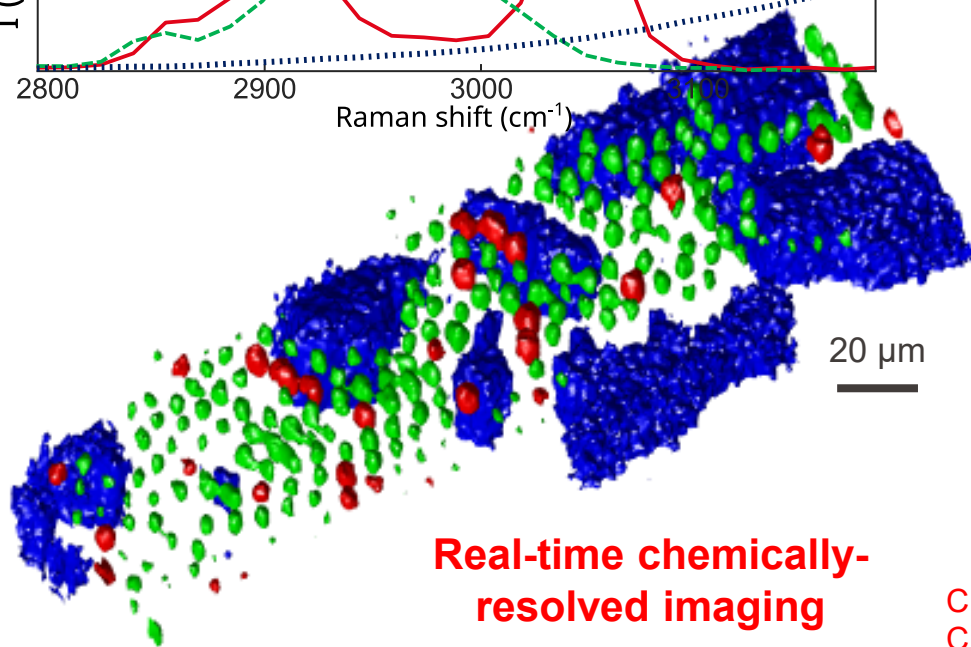 2800 2900 3000 3100
Raman shift (cm⁻¹)
20 µm
Real-time chemically-
resolved imaging
C
C